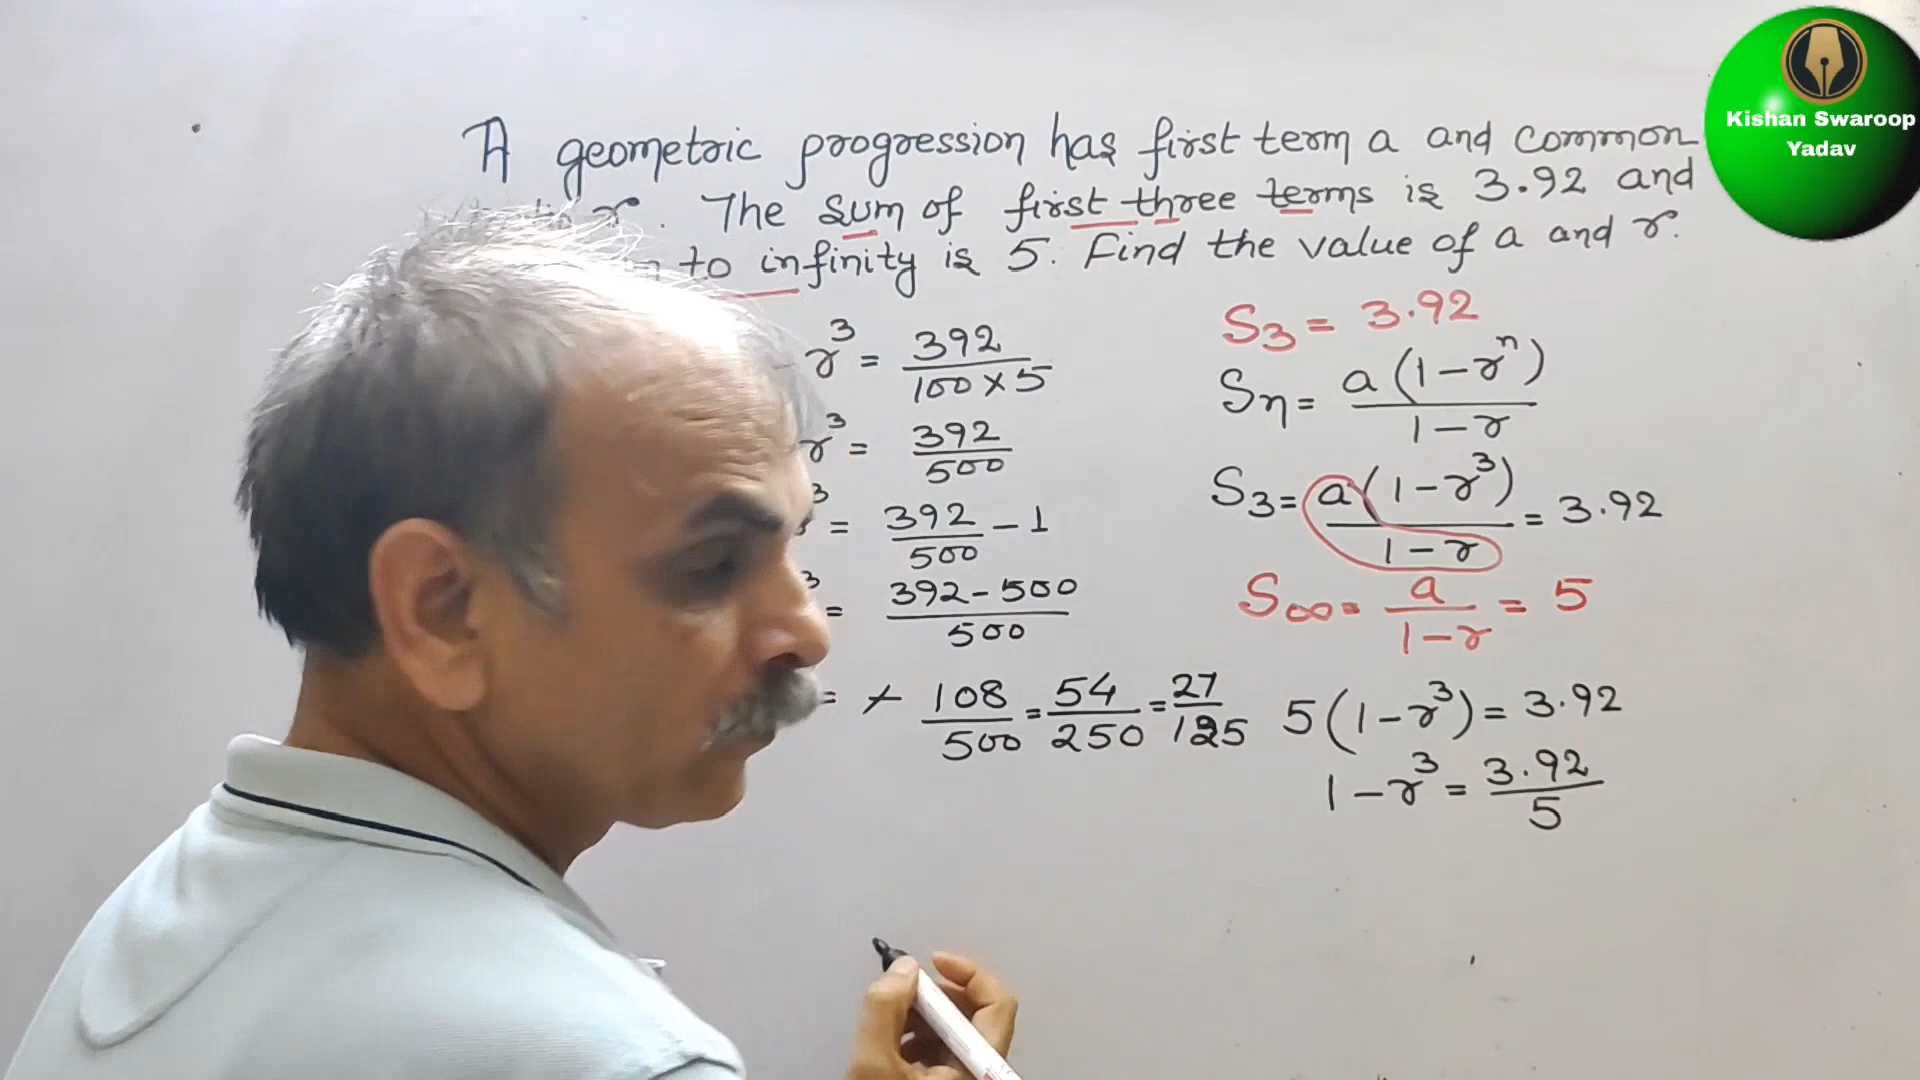 A geometric progression has first term a and common
r. The sum of first three terms is 3.92 and
to infinity is 5. Find the value of a and r.
r³ = 392/(100×5)
r³ = 392/500
³ = 392/500 - 1
³ = (392-500)/500
= - 108/500 = 54/250 = 27/125
S3 = 3.92
Sn = a(1-rⁿ)/(1-r)
S3 = a(1-r³)/(1-r) = 3.92
S∞ = a/(1-r) = 5
5(1-r³) = 3.92
1-r³ = 3.92/5
Kishan Swaroop
Yadav